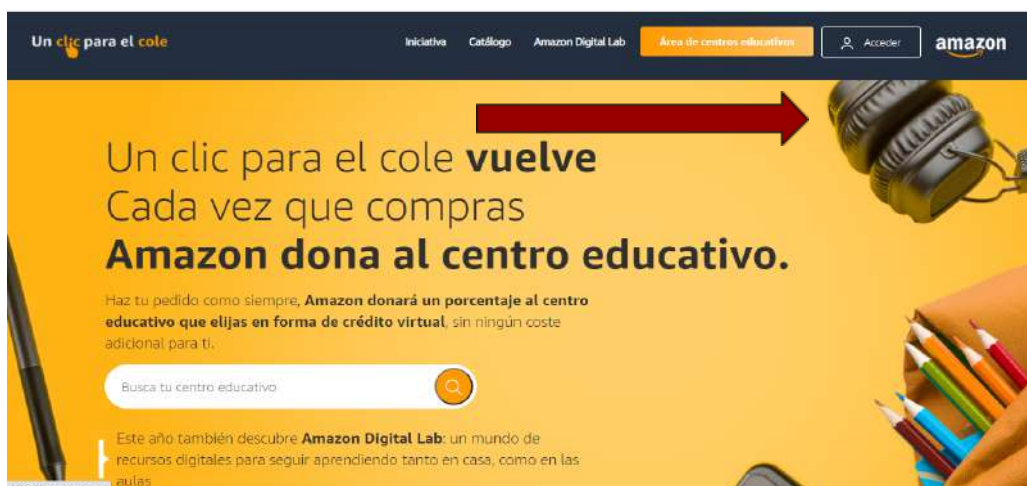 Un clic para el cole
Iniciativa
Catálogo
Amazon Digital Lab
Área de centros educativos
Acceder
amazon
Un clic para el cole vuelve
Cada vez que compras
Amazon dona al centro educativo.
Haz tu pedido como siempre, Amazon donará un porcentaje al centro
educativo que elijas en forma de crédito virtual, sin ningún coste
adicional para ti.
Busca tu centro educativo
Este año también descubre Amazon Digital Lab: un mundo de
recursos digitales para seguir aprendiendo tanto en casa, como en las
aulas